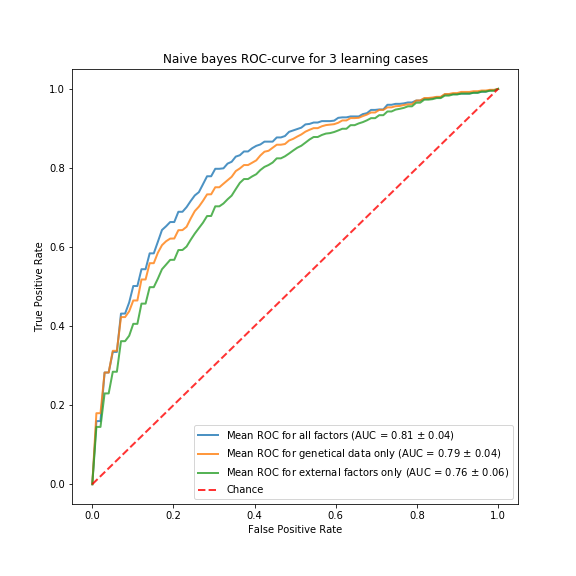 Naive bayes ROC-curve for 3 learning cases
1.0
0.8
0.6
0.4
0.2
0.0
True Positive Rate
Mean ROC for all factors (AUC = 0.81 ± 0.04)
Mean ROC for genetical data only (AUC = 0.79 ± 0.04)
Mean ROC for external factors only (AUC = 0.76 ± 0.06)
Chance
0.0 0.2 0.4 0.6 0.8 1.0
False Positive Rate